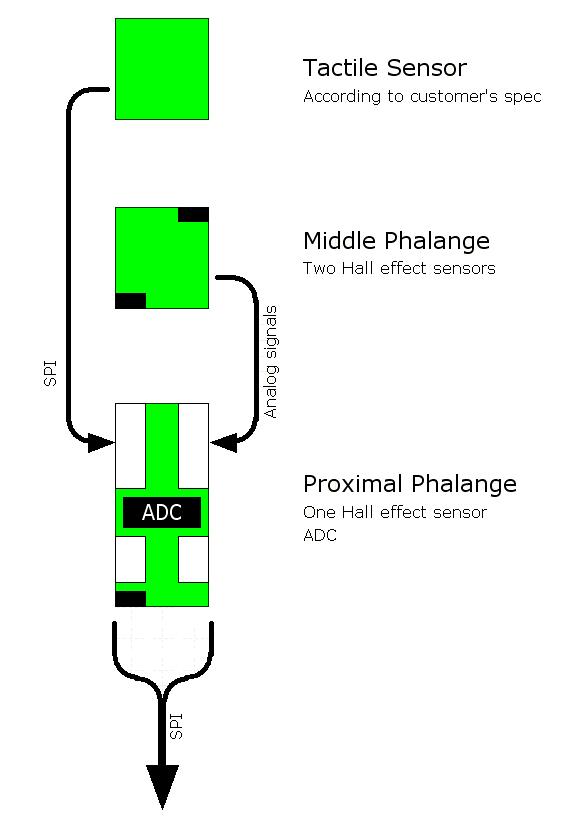 Tactile Sensor
According to customer's spec
Middle Phalange
Two Hall effect sensors
SPI
Analog signals
Proximal Phalange
One Hall effect sensor
ADC
ADC
SPI